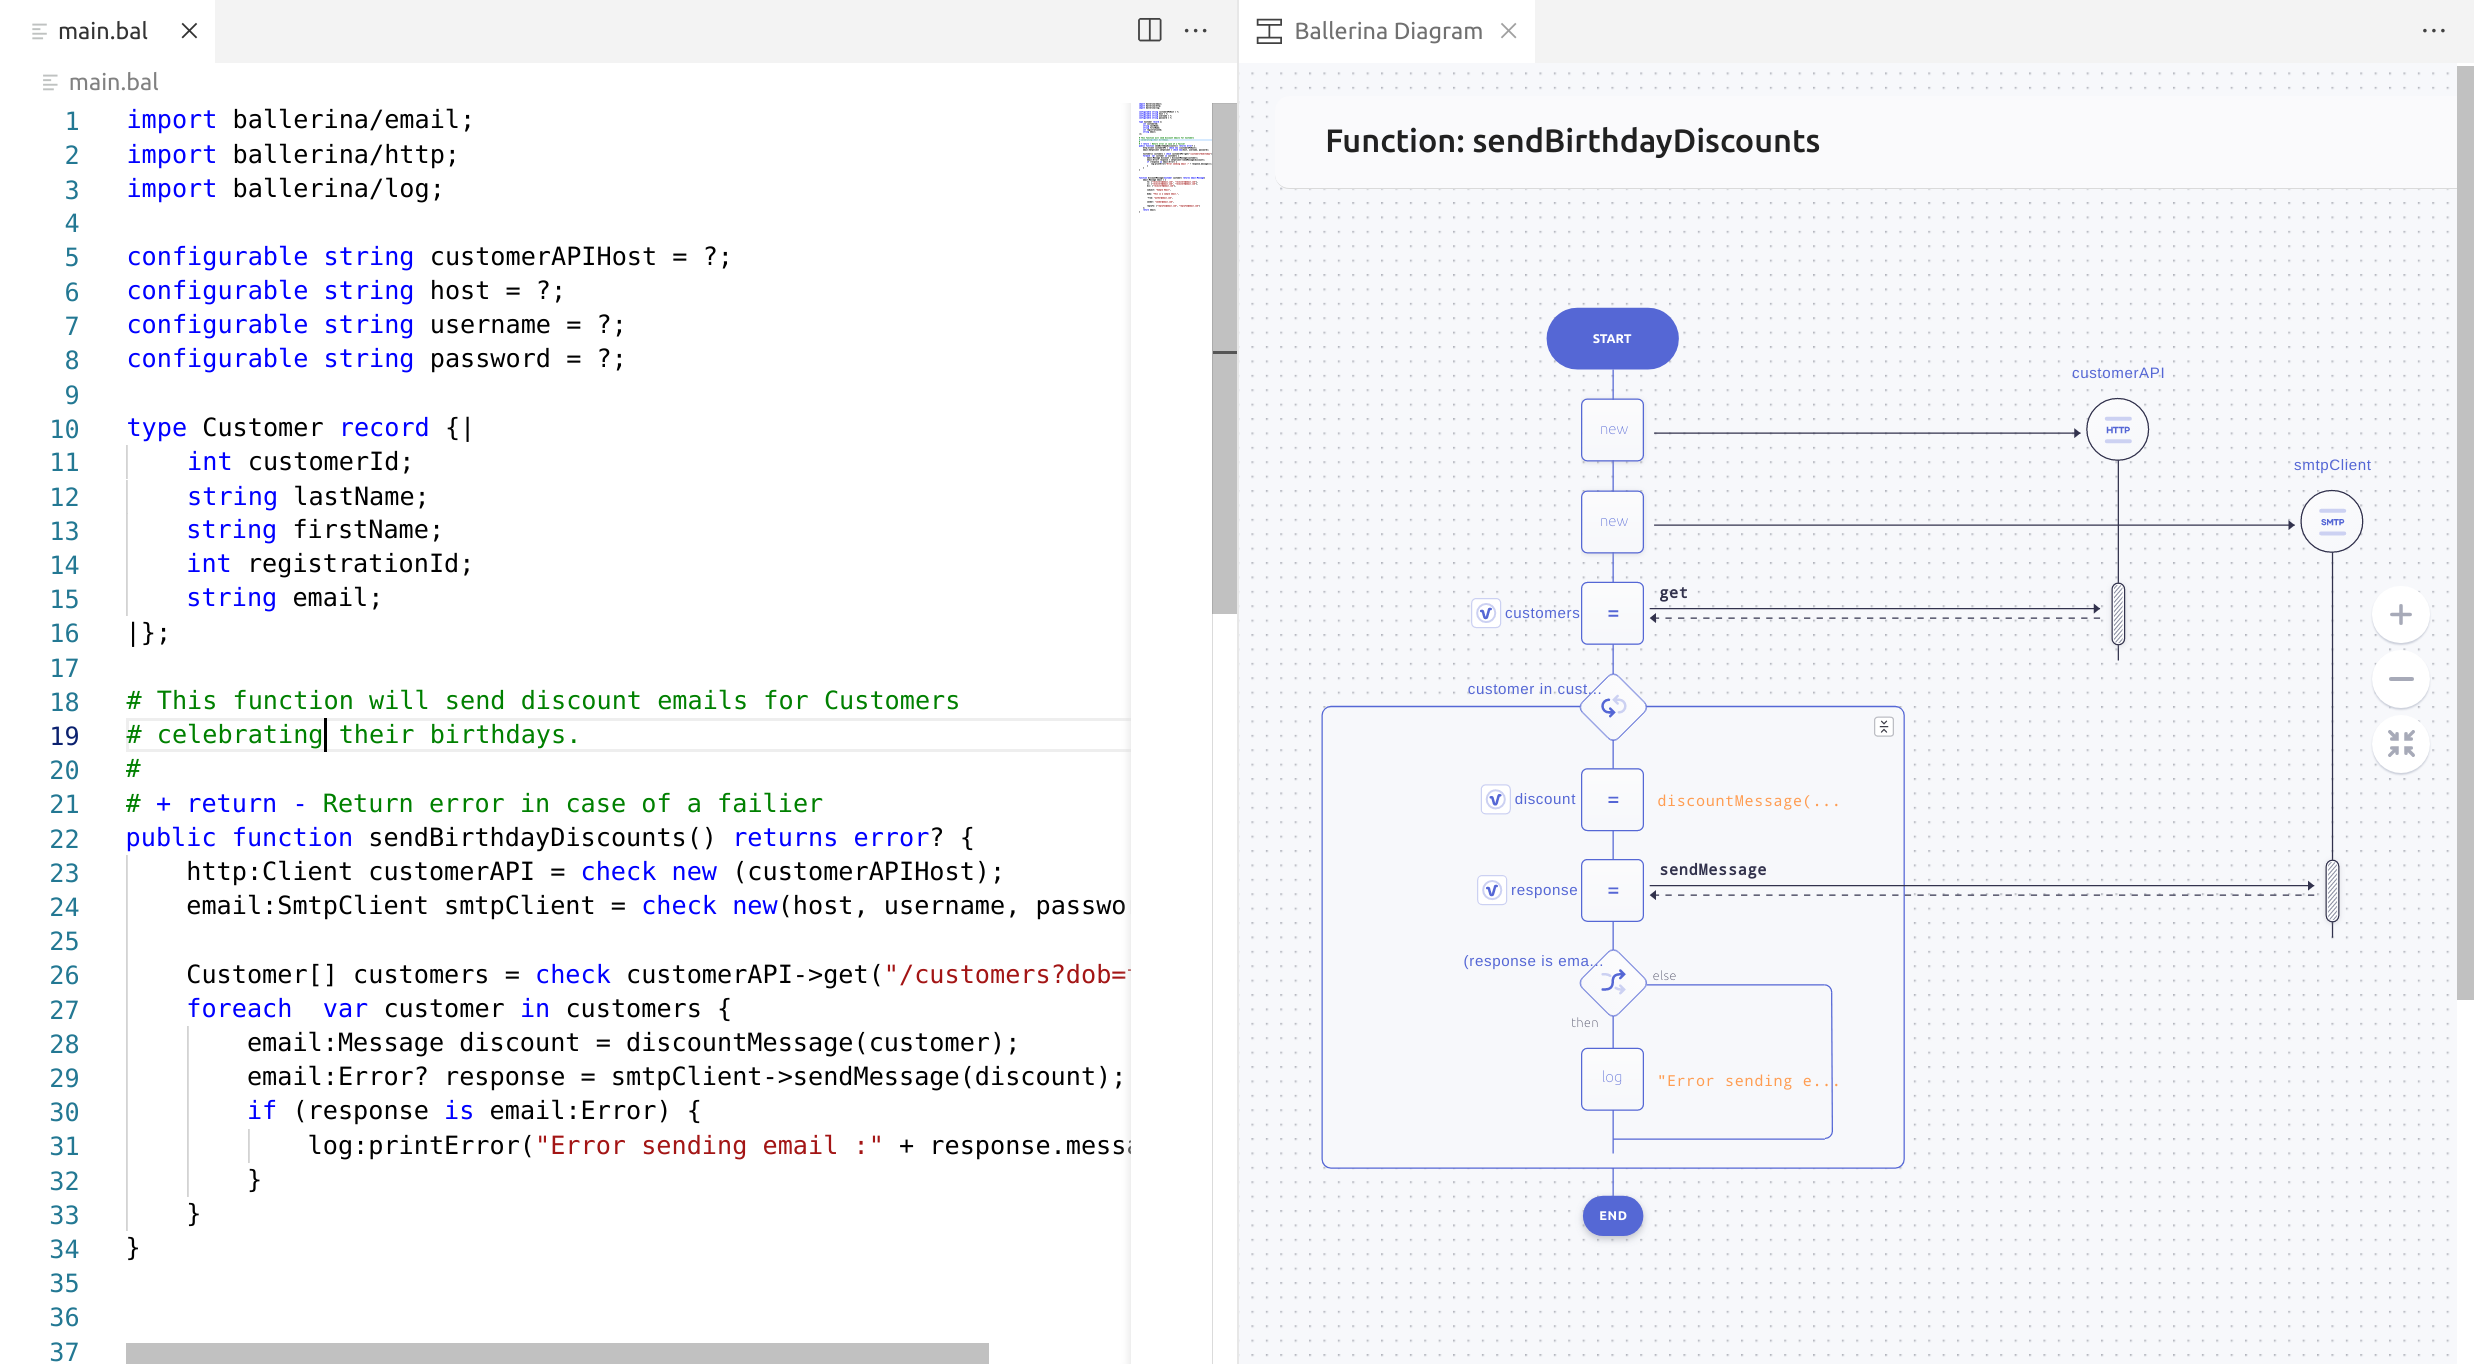 main.bal
main.bal
1 import ballerina/email;
2 import ballerina/http;
3 import ballerina/log;
4
5 configurable string customerAPIHost = ?;
6 configurable string host = ?;
7 configurable string username = ?;
8 configurable string password = ?;
9
10 type Customer record {|
11     int customerId;
12     string lastName;
13     string firstName;
14     int registrationId;
15     string email;
16 |};
17
18 # This function will send discount emails for Customers
19 # celebrating their birthdays.
20 #
21 # + return - Return error in case of a failier
22 public function sendBirthdayDiscounts() returns error? {
23     http:Client customerAPI = check new (customerAPIHost);
24     email:SmtpClient smtpClient = check new(host, username, passwo
25
26     Customer[] customers = check customerAPI->get("/customers?dob=
27     foreach  var customer in customers {
28         email:Message discount = discountMessage(customer);
29         email:Error? response = smtpClient->sendMessage(discount);
30         if (response is email:Error) {
31             log:printError("Error sending email :" + response.messa
32         }
33     }
34 }
35
36
37
Ballerina Diagram
Function: sendBirthdayDiscounts
START
customerAPI
new
HTTP
smtpClient
new
SMTP
get
customers
=
customer in cust...
discount
=
discountMessage(...
sendMessage
response
=
(response is ema...
else
then
log
"Error sending e...
END